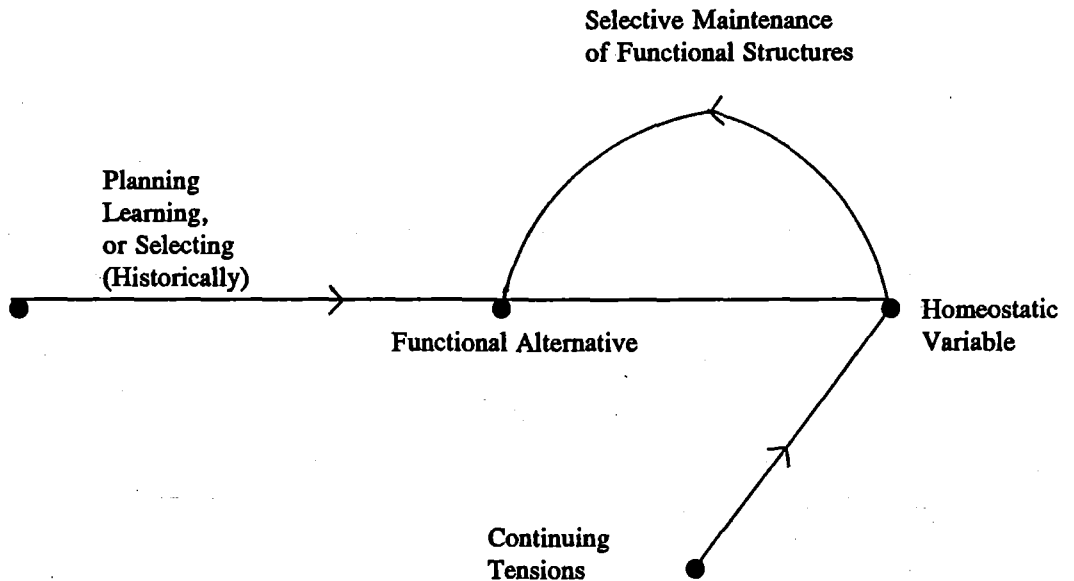 Selective Maintenance
of Functional Structures
Planning
Learning,
or Selecting
(Historically)
Functional Alternative
Homeostatic
Variable
Continuing
Tensions